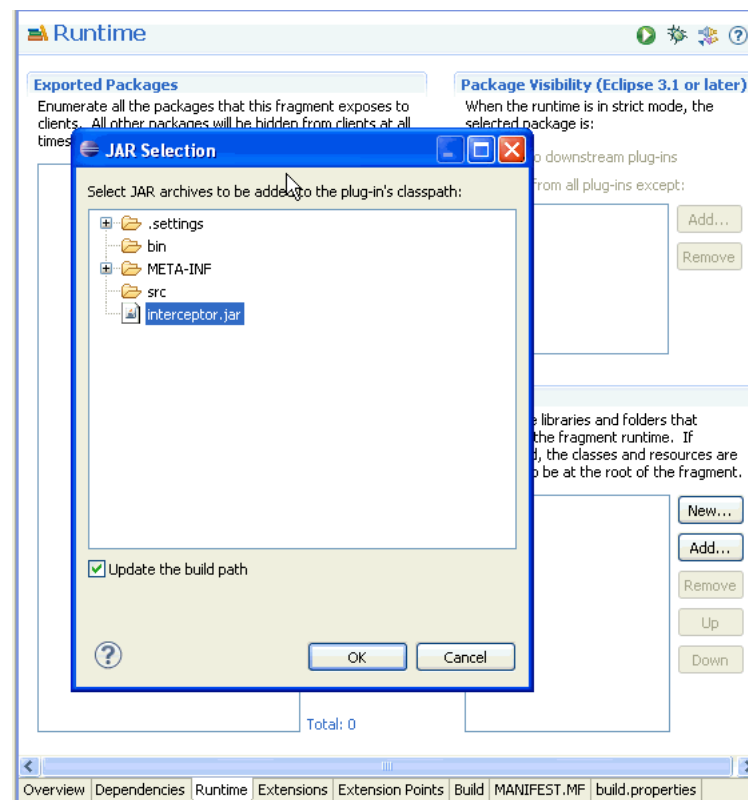 Runtime
Exported Packages
Enumerate all the packages that this fragment exposes to
clients. All other packages will be hidden from clients at all
times
Package Visibility (Eclipse 3.1 or later)
When the runtime is in strict mode, the
selected package is:
o downstream plug-ins
from all plug-ins except:
Add...
Remove
JAR Selection
Select JAR archives to be added to the plug-in's classpath:
.settings
bin
META-INF
src
interceptor.jar
Update the build path
?
OK
Cancel
libraries and folders that
the fragment runtime. If
, the classes and resources are
be at the root of the fragment.
New...
Add...
Remove
Up
Down
Total: 0
Overview
Dependencies
Runtime
Extensions
Extension Points
Build
MANIFEST.MF
build.properties